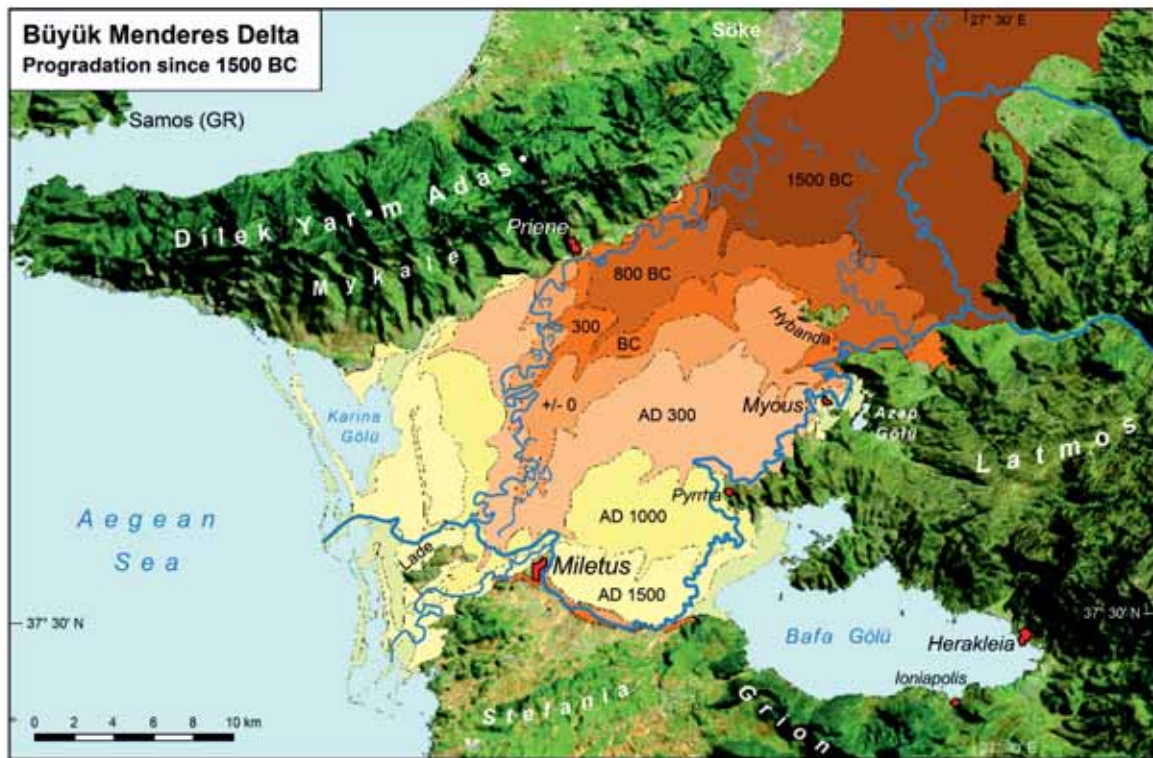 Büyük Menderes Delta
Progradation since 1500 BC
27° 30' E
Söke
Samos (GR)
1500 BC
Dilek Yar•m Adas•
Priene
Mykale
800 BC
300
BC
Hybanda
+/- 0
AD 300
Myous
Azap
Gölü
Karina
Gölü
Latmos
Pyrrha
Aegean
Sea
AD 1000
Lade
Miletus
AD 1500
37° 30' N
37° 30' N
Bafa Gölü
Herakleia
Ioniapolis
Stefania
Grion
0 2 4 6 8 10 km